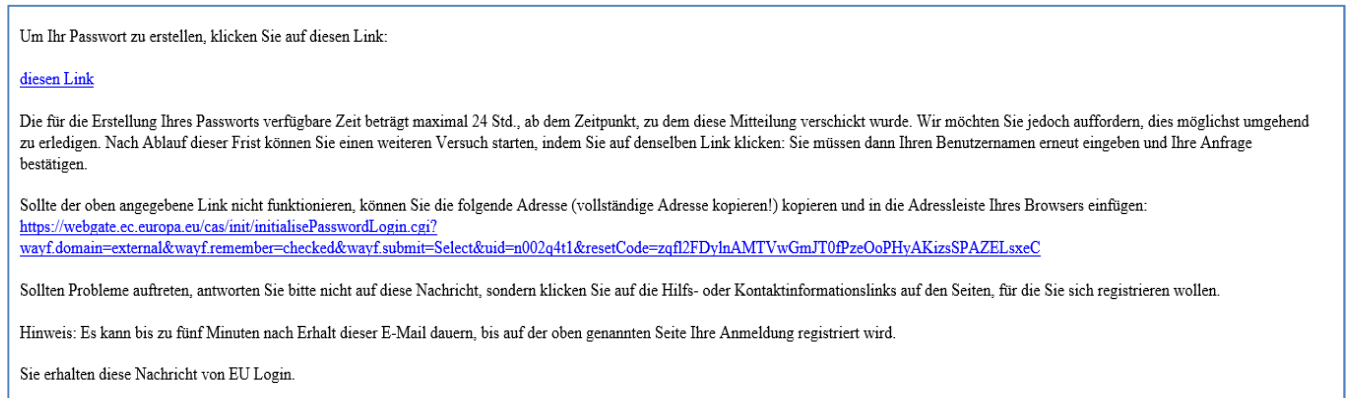 Um Ihr Passwort zu erstellen, klicken Sie auf diesen Link:
diesen Link
Die für die Erstellung Ihres Passworts verfügbare Zeit beträgt maximal 24 Std., ab dem Zeitpunkt, zu dem diese Mitteilung verschickt wurde. Wir möchten Sie jedoch auffordern, dies möglichst umgehend
zu erledigen. Nach Ablauf dieser Frist können Sie einen weiteren Versuch starten, indem Sie auf denselben Link klicken: Sie müssen dann Ihren Benutzernamen erneut eingeben und Ihre Anfrage
bestätigen.
Sollte der oben angegebene Link nicht funktionieren, können Sie die folgende Adresse (vollständige Adresse kopieren!) kopieren und in die Adressleiste Ihres Browsers einfügen:
https://webgate.ec.europa.eu/cas/init/initialisePasswordLogin.cgi?
wayf.domain=external&wayf.remember=checked&wayf.submit=Select&uid=n002q4t1&resetCode=zqfl2FDylnAMTVwGmJT0fPzeOoPHyAKizsSPAZELsxeC
Sollten Probleme auftreten, antworten Sie bitte nicht auf diese Nachricht, sondern klicken Sie auf die Hilfs- oder Kontaktinformationslinks auf den Seiten, für die Sie sich registrieren wollen.
Hinweis: Es kann bis zu fünf Minuten nach Erhalt dieser E-Mail dauern, bis auf der oben genannten Seite Ihre Anmeldung registriert wird.
Sie erhalten diese Nachricht von EU Login.